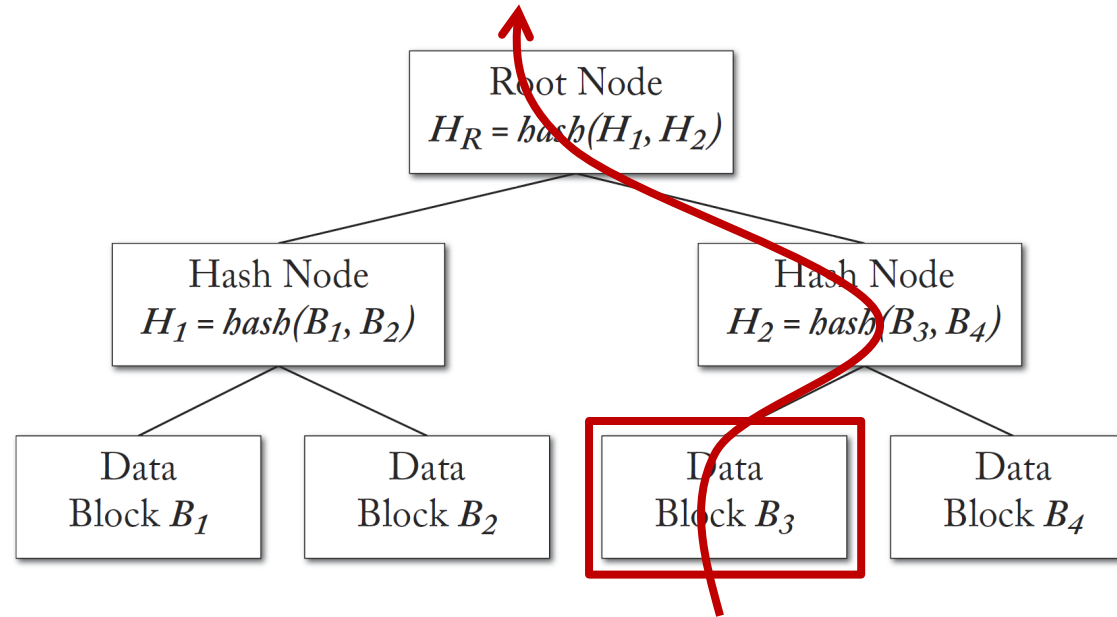 Root Node
H_R = hash(H_1, H_2)
Hash Node
H_1 = hash(B_1, B_2)
Hash Node
H_2 = hash(B_3, B_4)
Data
Block B_1
Data
Block B_2
Data
Block B_3
Data
Block B_4